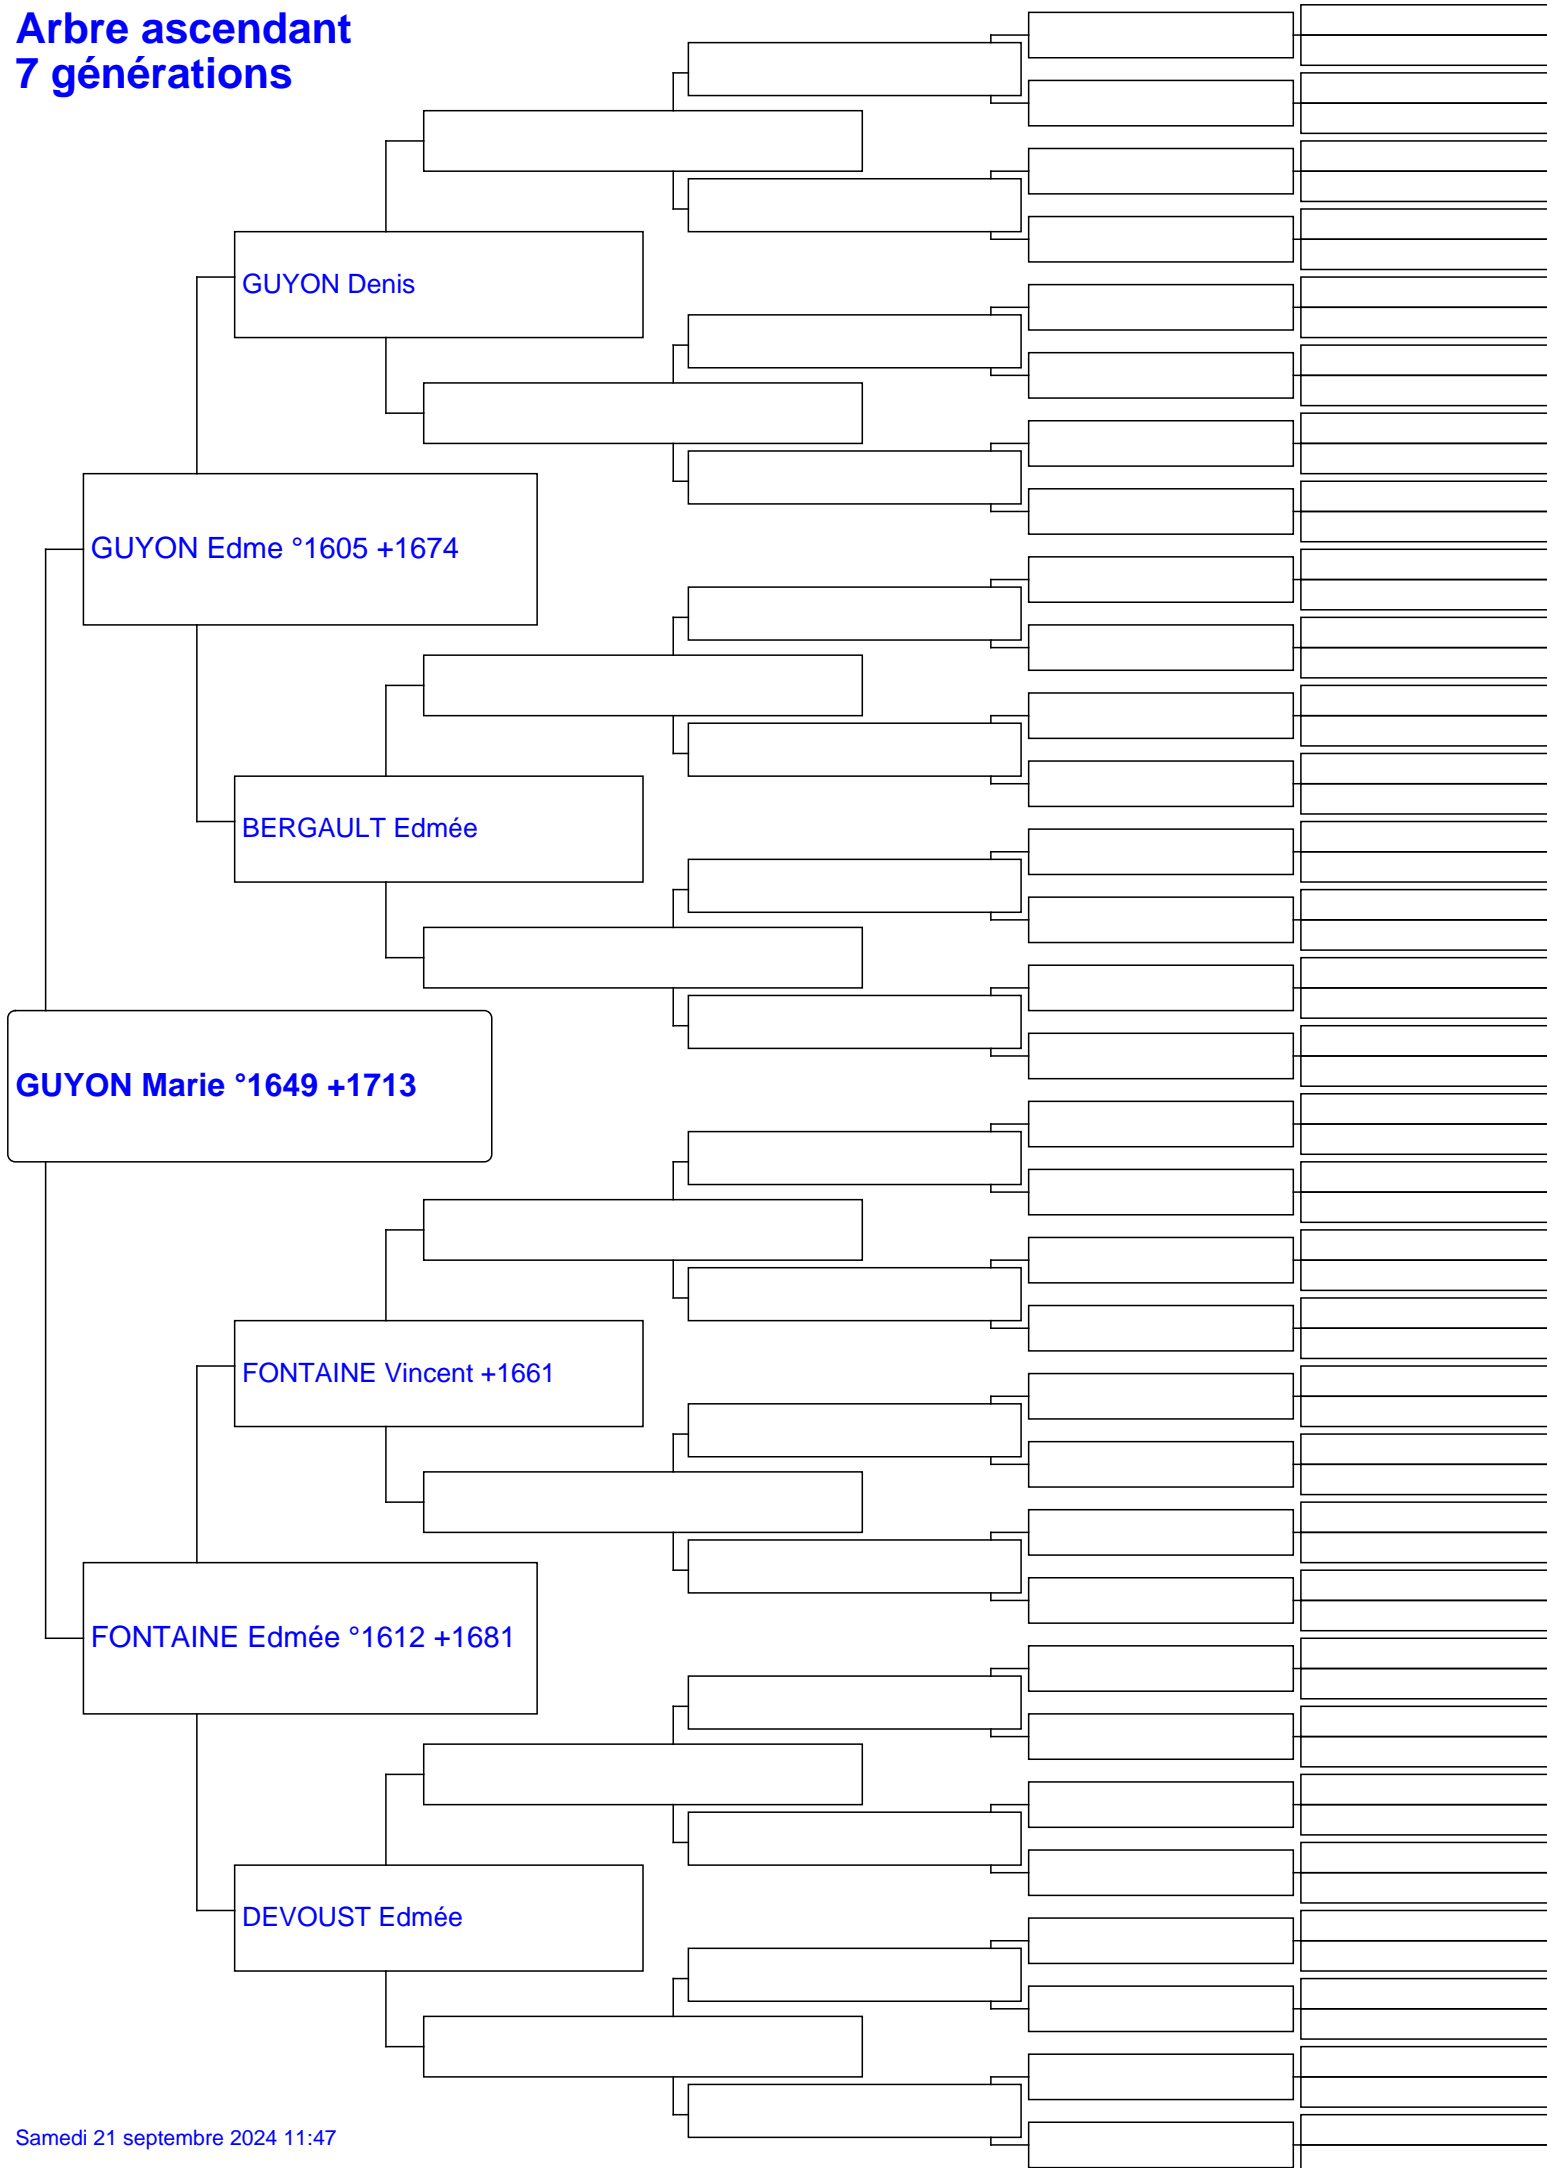 Arbre ascendant
7 générations
GUYON Denis
GUYON Edme °1605 +1674
BERGAULT Edmée
GUYON Marie °1649 +1713
FONTAINE Vincent +1661
FONTAINE Edmée °1612 +1681
DEVOUST Edmée
Samedi 21 septembre 2024 11:47